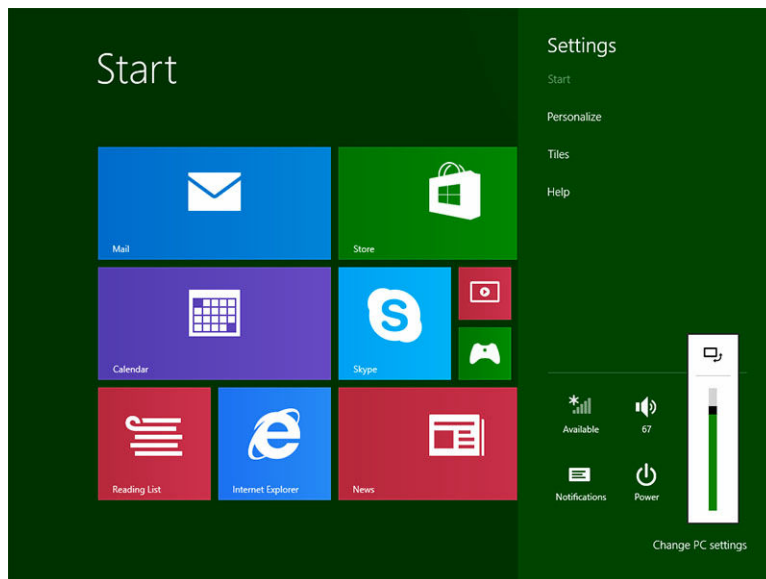 Start
Mail
Store
Calendar
S
Skype
Reading List
e
Internet Explorer
News
Settings
Start
Personalize
Tiles
Help
Available
67
Notifications
Power
Change PC settings